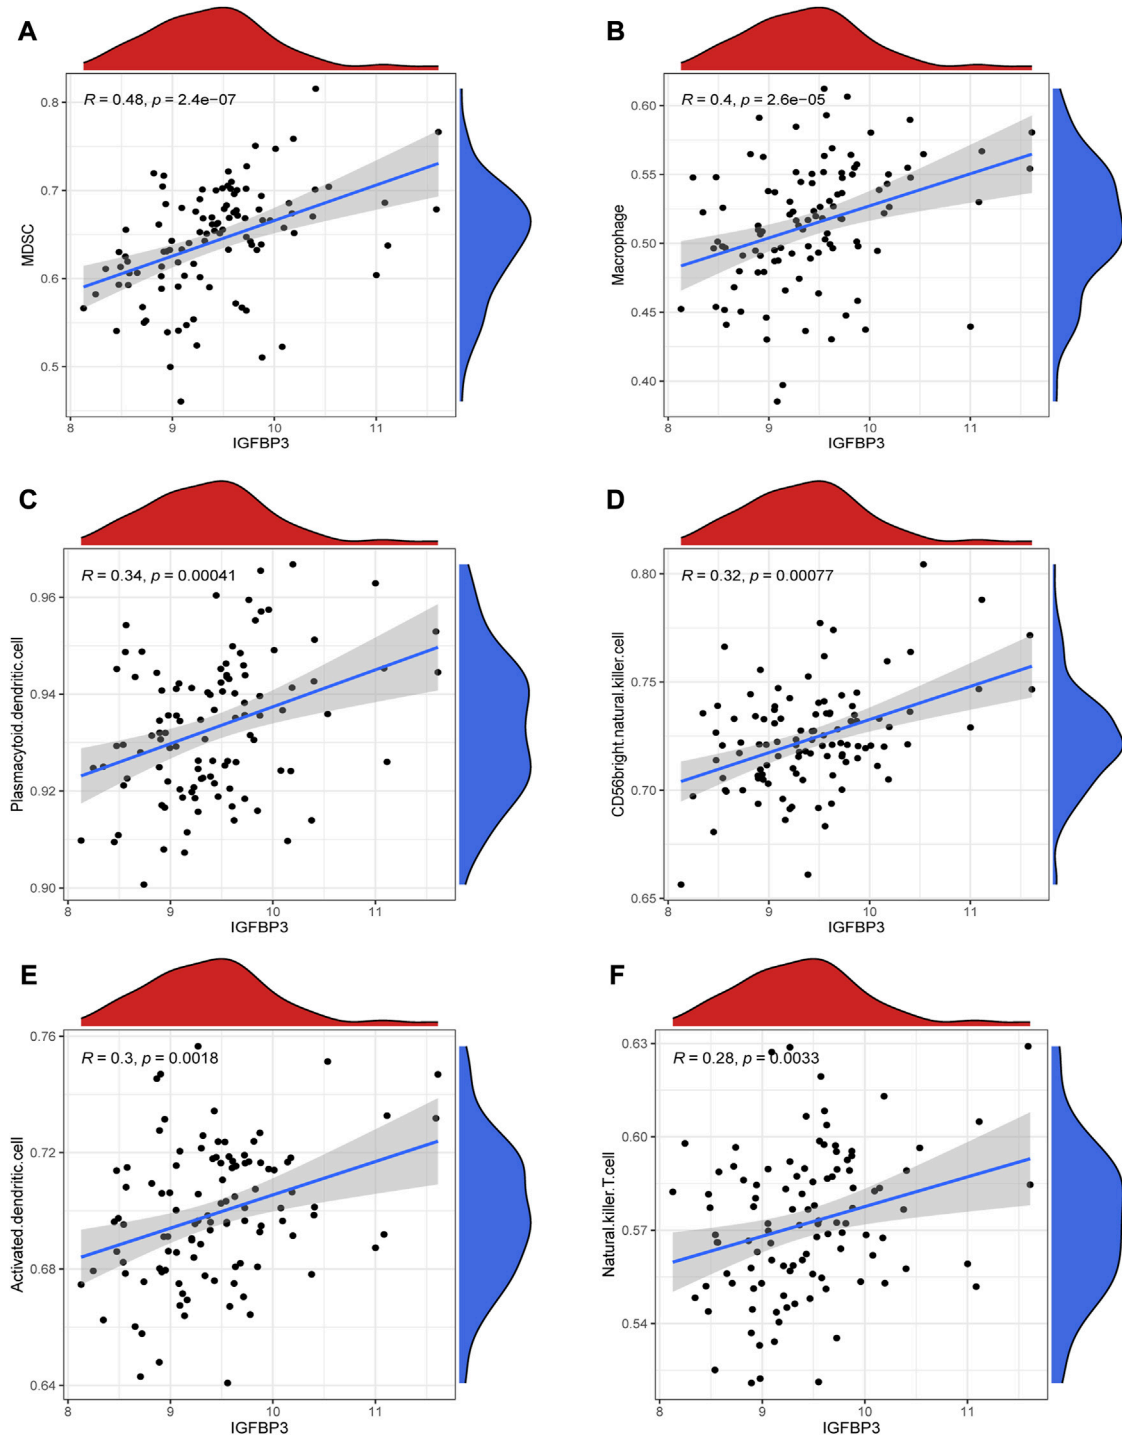 A
R = 0.48, p = 2.4e−07
0.8
0.7
0.6
0.5
MDSC
8 9 10 11
IGFBP3
B
R = 0.4, p = 2.6e−05
0.60
0.55
0.50
0.45
0.40
Macrophage
8 9 10 11
IGFBP3
C
R = 0.34, p = 0.00041
0.96
0.94
0.92
0.90
Plasmacytoid.dendritic.cell
8 9 10 11
IGFBP3
D
R = 0.32, p = 0.00077
0.80
0.75
0.70
0.65
CD56bright.natural.killer.cell
8 9 10 11
IGFBP3
E
R = 0.3, p = 0.0018
0.76
0.72
0.68
0.64
Activated.dendritic.cell
8 9 10 11
IGFBP3
F
R = 0.28, p = 0.0033
0.63
0.60
0.57
0.54
Natural.killer.T.cell
8 9 10 11
IGFBP3